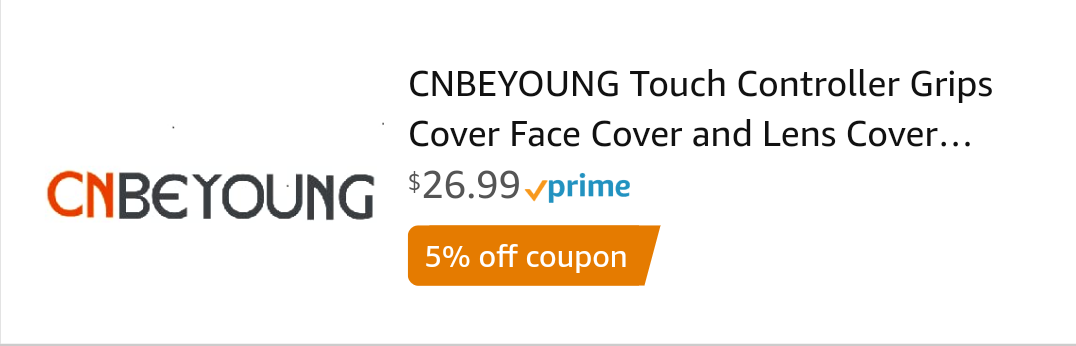 CNBEYOUNG
CNBEYOUNG Touch Controller Grips
Cover Face Cover and Lens Cover...
$26.99 prime
5% off coupon